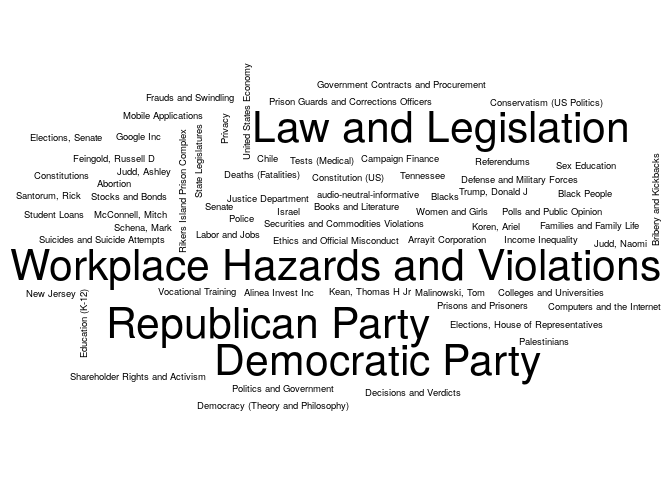 Government Contracts and Procurement
Frauds and Swindling
Prison Guards and Corrections Officers
Conservatism (US Politics)
United States Economy
Mobile Applications
Privacy
Law and Legislation
Elections, Senate
Google Inc
State Legislatures
Rikers Island Prison Complex
Feingold, Russell D
Chile
Tests (Medical)
Campaign Finance
Referendums
Sex Education
Bribery and Kickbacks
Constitutions
Judd, Ashley
Deaths (Fatalities)
Constitution (US)
Tennessee
Defense and Military Forces
Abortion
Santorum, Rick
Stocks and Bonds
Justice Department
audio-neutral-informative
Blacks
Trump, Donald J
Black People
Student Loans
McConnell, Mitch
Senate
Israel
Books and Literature
Women and Girls
Polls and Public Opinion
Schena, Mark
Police
Securities and Commodities Violations
Koren, Ariel
Families and Family Life
Suicides and Suicide Attempts
Labor and Jobs
Ethics and Official Misconduct
Arrayit Corporation
Income Inequality
Judd, Naomi
Workplace Hazards and Violations
New Jersey
Education (K-12)
Vocational Training
Alinea Invest Inc
Kean, Thomas H Jr
Malinowski, Tom
Colleges and Universities
Prisons and Prisoners
Computers and the Internet
Republican Party
Elections, House of Representatives
Palestinians
Democratic Party
Shareholder Rights and Activism
Politics and Government
Decisions and Verdicts
Democracy (Theory and Philosophy)